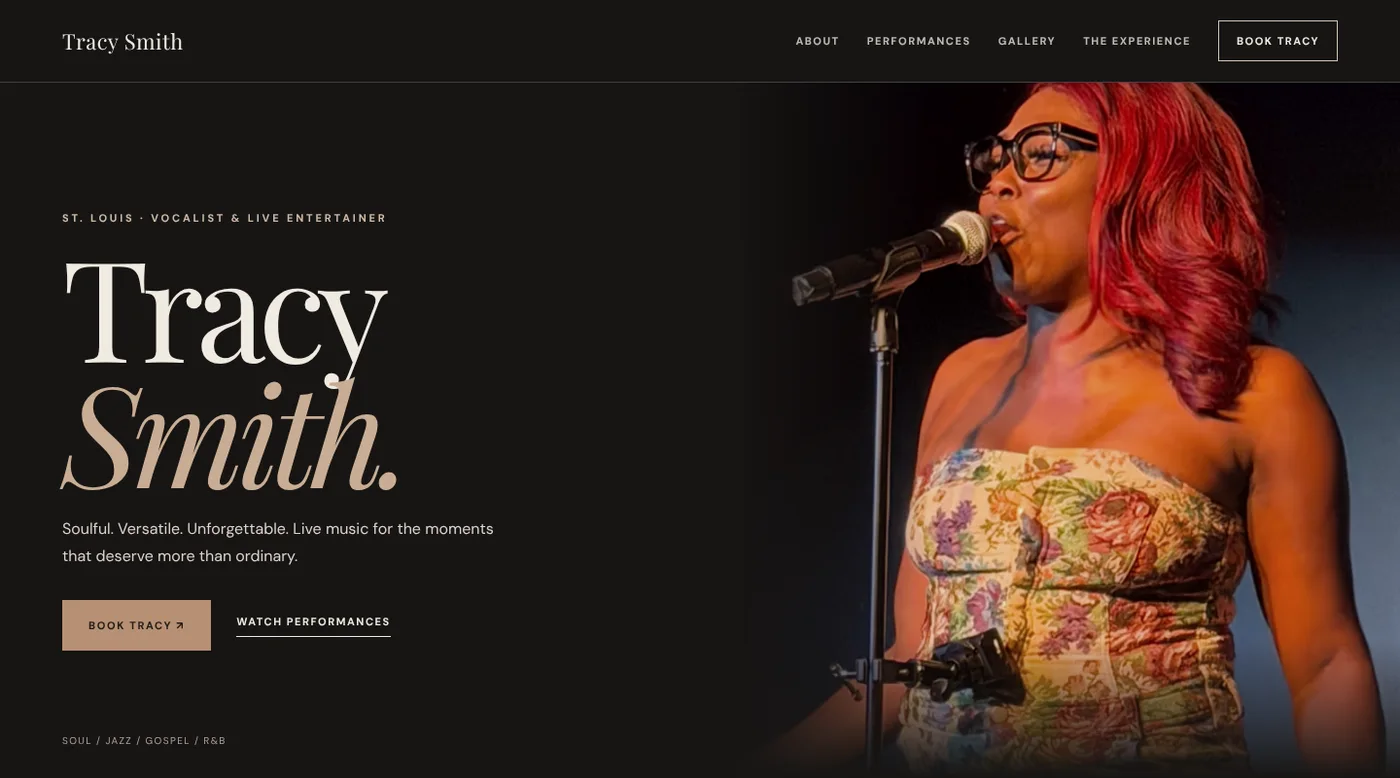 Tracy Smith
ABOUT PERFORMANCES GALLERY THE EXPERIENCE BOOK TRACY
ST. LOUIS · VOCALIST & LIVE ENTERTAINER
Tracy
Smith.
Soulful. Versatile. Unforgettable. Live music for the moments
that deserve more than ordinary.
BOOK TRACY ↗ WATCH PERFORMANCES
SOUL / JAZZ / GOSPEL / R&B